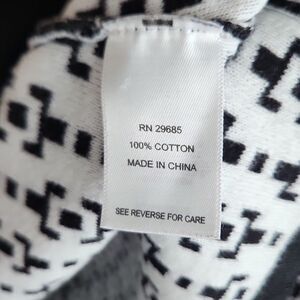 RN 29685
100% COTTON
MADE IN CHINA
SEE REVERSE FOR CARE